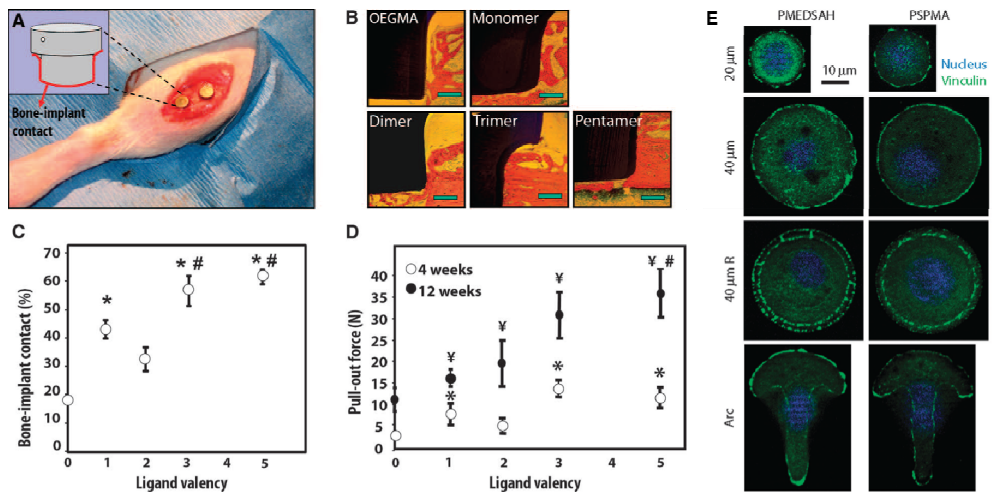 A
Bone-implant
contact
B
OEGMA
Monomer
Dimer
Trimer
Pentamer
C
Bone-implant contact (%)
70
60
50
40
30
20
10
0
* 
* #
* #
0 1 2 3 4 5
Ligand valency
D
Pull-out force (N)
40
35
30
25
20
15
10
5
0
4 weeks
12 weeks
¥
¥
¥
¥ #
*
*
*
0 1 2 3 4 5
Ligand valency
E
PMEDSAH PSPMA
20 µm
10 µm
Nucleus
Vinculin
40 µm
40 µm R
Arc